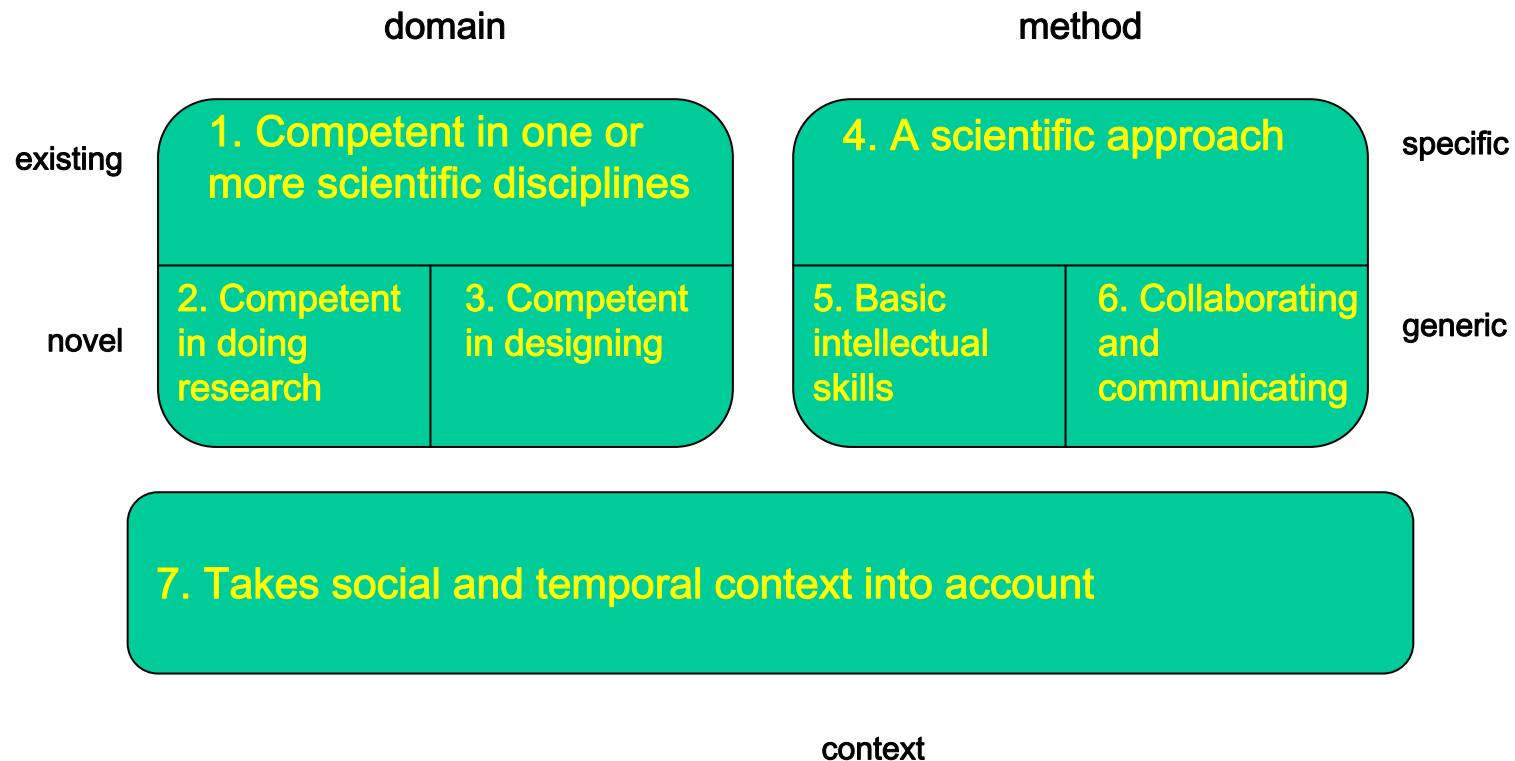 domain
method
existing
1. Competent in one or
more scientific disciplines
4. A scientific approach
specific
novel
2. Competent
in doing
research
3. Competent
in designing
5. Basic
intellectual
skills
6. Collaborating
and
communicating
generic
7. Takes social and temporal context into account
context